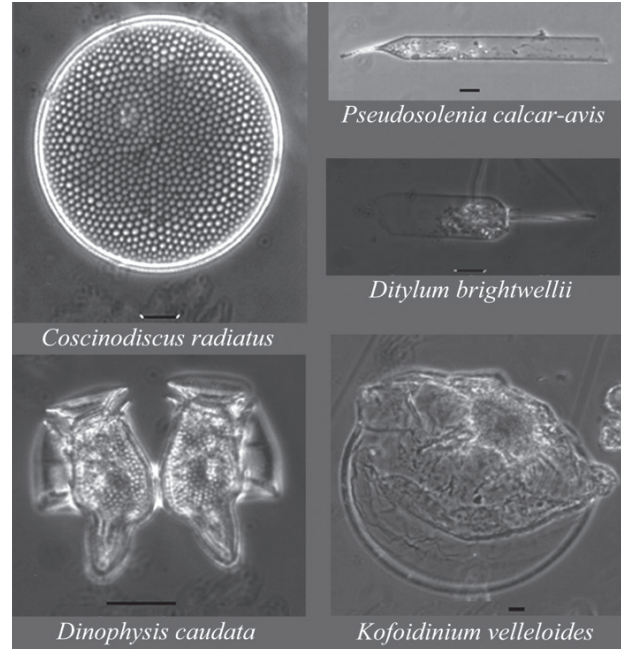 Pseudosolenia calcar-avis
Ditylum brightwellii
Coscinodiscus radiatus
Dinophysis caudata
Kofoidinium velleloides